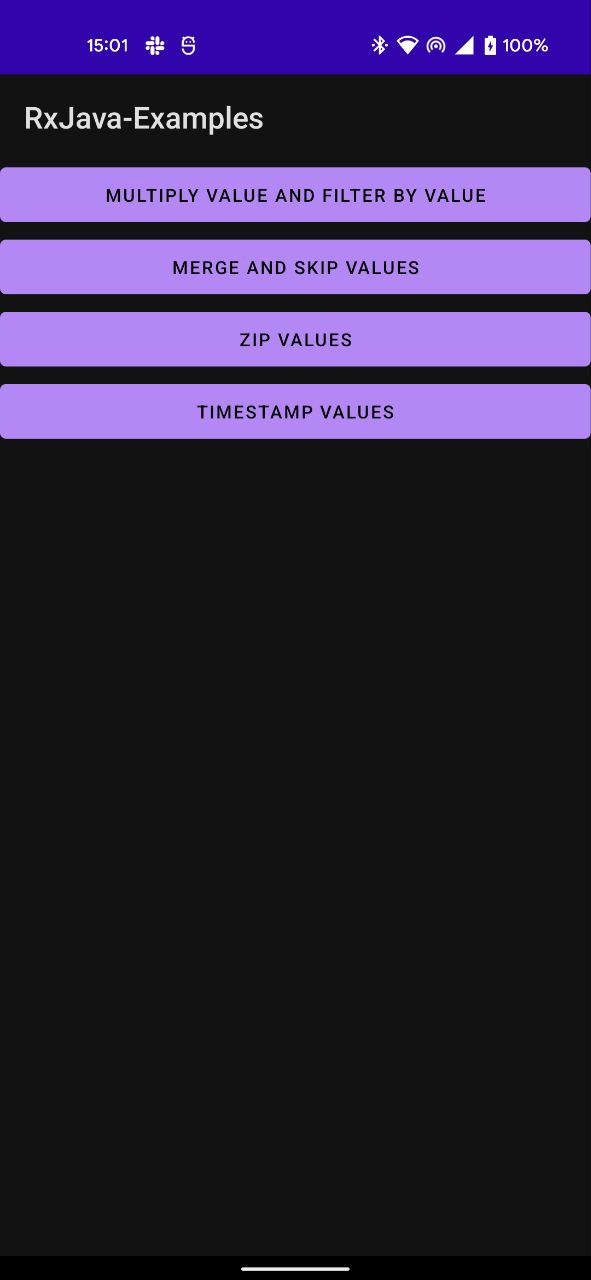 15:01 100%
RxJava-Examples
MULTIPLY VALUE AND FILTER BY VALUE
MERGE AND SKIP VALUES
ZIP VALUES
TIMESTAMP VALUES